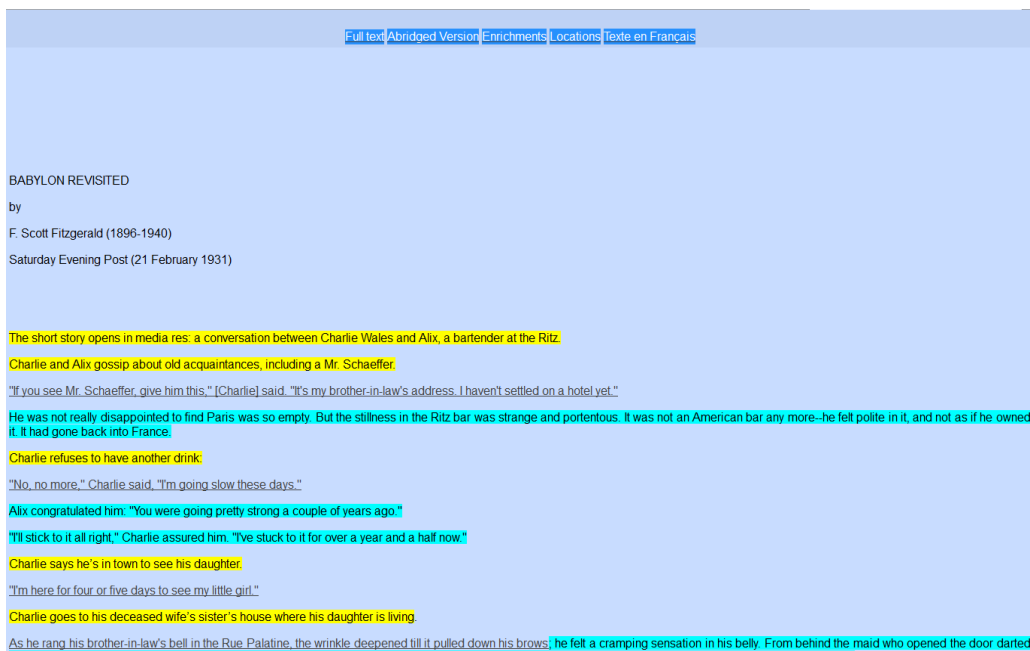 Full text Abridged Version Enrichments Locations Texte en Français
BABYLON REVISITED
by
F. Scott Fitzgerald (1896-1940)
Saturday Evening Post (21 February 1931)
The short story opens in media res: a conversation between Charlie Wales and Alix, a bartender at the Ritz.
Charlie and Alix gossip about old acquaintances, including a Mr. Schaeffer.
"If you see Mr. Schaeffer, give him this," [Charlie] said. "It's my brother-in-law's address. I haven't settled on a hotel yet."
He was not really disappointed to find Paris was so empty. But the stillness in the Ritz bar was strange and portentous. It was not an American bar any more--he felt polite in it, and not as if he owned
it. It had gone back into France.
Charlie refuses to have another drink:
"No, no more," Charlie said, "I'm going slow these days."
Alix congratulated him: "You were going pretty strong a couple of years ago."
"I'll stick to it all right," Charlie assured him. "I've stuck to it for over a year and a half now."
Charlie says he’s in town to see his daughter.
"I'm here for four or five days to see my little girl."
Charlie goes to his deceased wife’s sister’s house where his daughter is living.
As he rang his brother-in-law's bell in the Rue Palatine, the wrinkle deepened till it pulled down his brows; he felt a cramping sensation in his belly. From behind the maid who opened the door darted